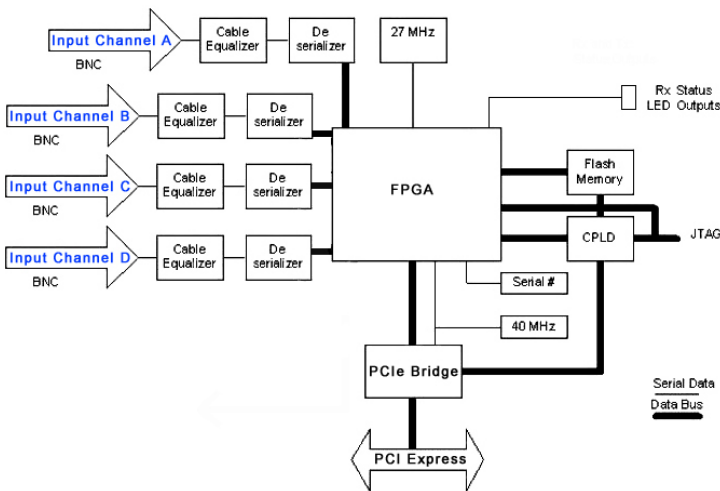 Input Channel A
BNC
Cable
Equalizer
De
serializer
27 MHz
Rx Status
LED Outputs
Input Channel B
BNC
Cable
Equalizer
De
serializer
Input Channel C
BNC
Cable
Equalizer
De
serializer
Input Channel D
BNC
Cable
Equalizer
De
serializer
FPGA
Flash
Memory
CPLD
JTAG
Serial #
40 MHz
PCIe Bridge
PCI Express
Serial Data
Data Bus